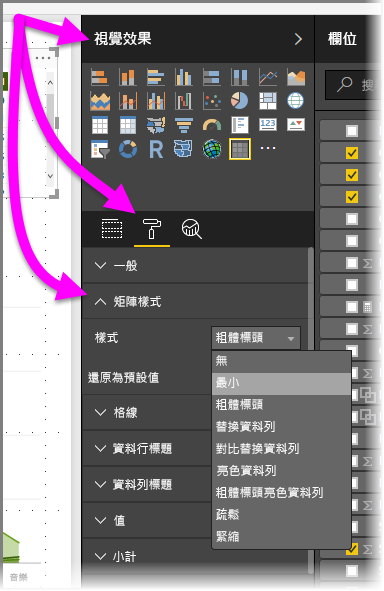 視覺效果
欄位
搜
123
R
一般
矩陣樣式
樣式
粗體標頭
無
最小
還原為預設值
粗體標頭
格線
替換資料列
資料行標題
對比替換資料列
亮色資料列
資料列標題
粗體標頭亮色資料列
值
疏鬆
緊縮
小計
音樂